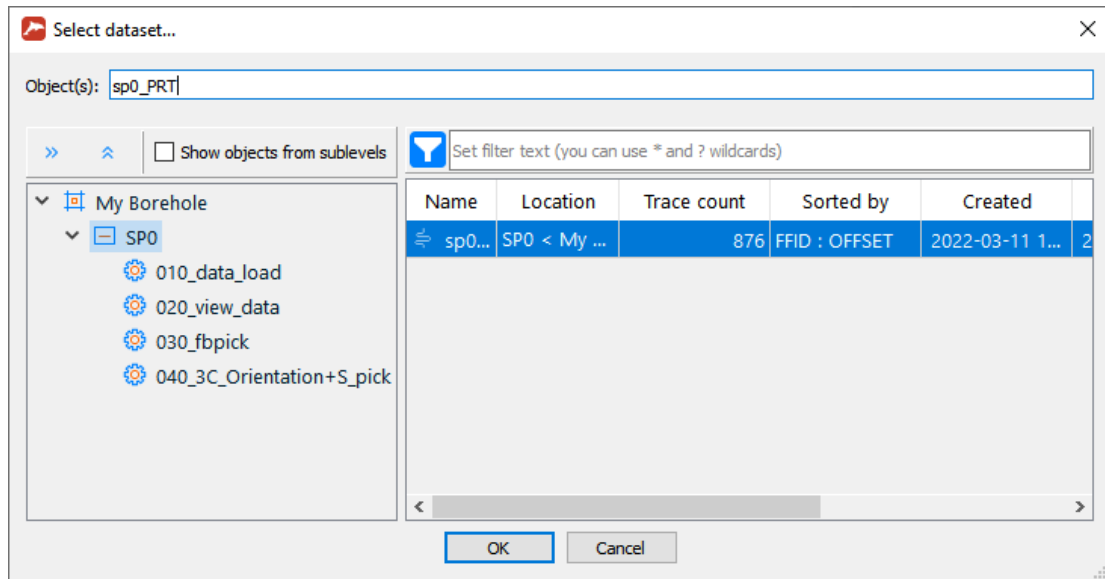 Select dataset...
Object(s): sp0_PRT
Show objects from sublevels
Set filter text (you can use * and ? wildcards)
My Borehole
SP0
010_data_load
020_view_data
030_fbpick
040_3C_Orientation+S_pick
Name Location Trace count Sorted by Created
sp0... SP0 < My ... 876 FFID : OFFSET 2022-03-11 1... 2
OK Cancel